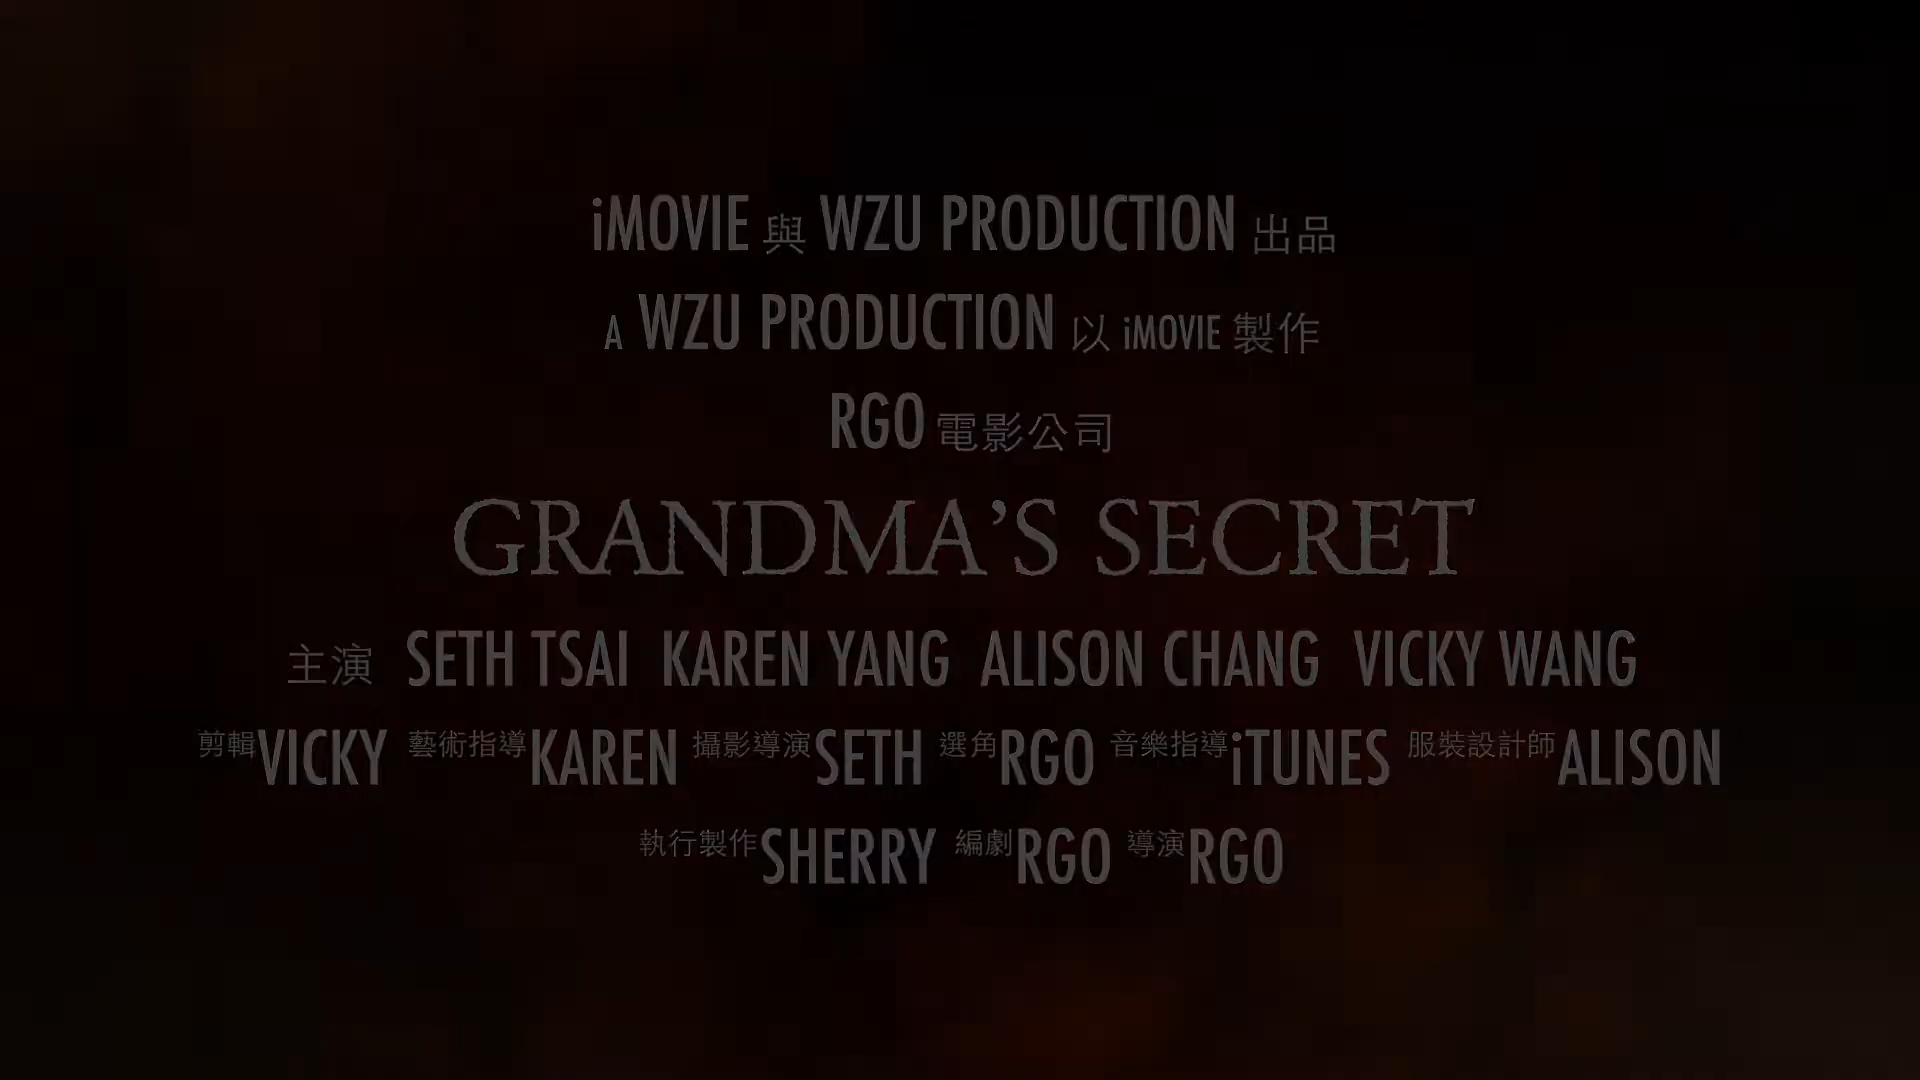 iMOVIE 與 WZU PRODUCTION 出品
A WZU PRODUCTION 以 iMOVIE 製作
RGO 電影公司
GRANDMA'S SECRET
主演 SETH TSAI KAREN YANG ALISON CHANG VICKY WANG
剪輯VICKY 藝術指導KAREN 攝影導演SETH 選角RGO 音樂指導iTUNES 服裝設計師ALISON
執行製作SHERRY 編劇RGO 導演RGO